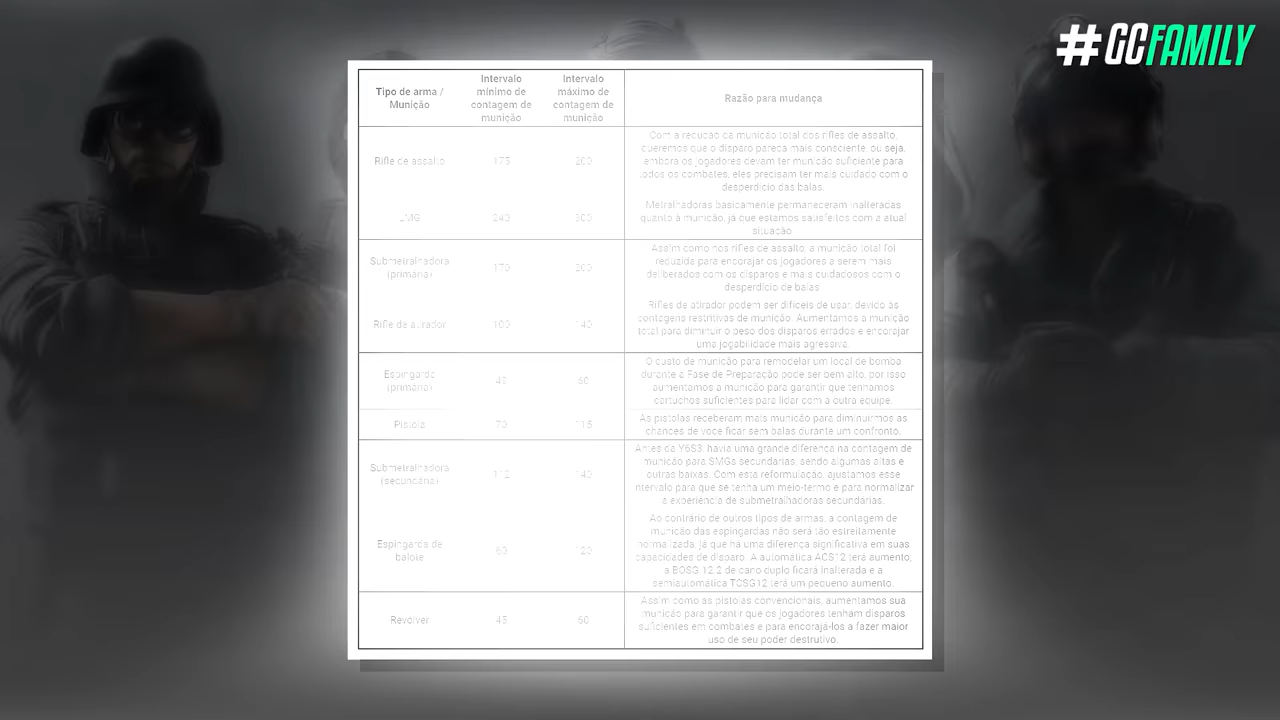 #GCFAMILY
Tipo de arma /
Munição
Intervalo
mínimo de
contagem de
munição
Intervalo
máximo de
contagem de
munição
Razão para mudança
Rifle de assalto
175
200
Com a redução da munição total dos rifles de assalto,
queremos que o disparo pareça mais consciente, ou seja,
embora os jogadores devam ter munição suficiente para
todos os combates, eles precisam ter mais cuidado com o
desperdício das balas.
LMG
240
300
Metralhadoras basicamente permaneceram inalteradas
quanto à munição, já que estamos satisfeitos com a atual
situação.
Submetralhadora
(primária)
170
200
Assim como nos rifles de assalto, a munição total foi
reduzida para encorajar os jogadores a serem mais
deliberados com os disparos e mais cuidadosos com o
desperdício de balas.
Rifle de atirador
100
140
Rifles de atirador podem ser difíceis de usar, devido às
contagens restritivas de munição. Aumentamos a munição
total para diminuir o peso dos disparos errados e encorajar
uma jogabilidade mais agressiva.
Espingarda
(primária)
60
O custo de munição para remodelar um local de bomba
durante a Fase de Preparação pode ser bem alto, por isso
aumentamos a munição para garantir que tenhamos
cartuchos suficientes para lidar com a outra equipe.
Pistola
70
115
As pistolas receberam mais munição para diminuirmos as
chances de você ficar sem balas durante um confronto.
Submetralhadora
(secundária)
112
140
Antes da Y6S3, havia uma grande diferença na contagem de
munição para SMGs secundárias, sendo algumas altas e
outras baixas. Com esta reformulação, ajustamos esse
intervalo para que se tenha um meio-termo e para normalizar
a experiência de submetralhadoras secundárias.
Espingarda de
balote
60
120
Ao contrário de outros tipos de armas, a contagem de
munição das espingardas não será tão estreitamente
normalizada, já que há uma diferença significativa em suas
capacidades de disparo. A automática ACS12 terá aumento,
a BOSG.12.2 de cano duplo ficará inalterada e a
semiautomática TCSG12 terá um pequeno aumento.
Revolver
45
60
Assim como as pistolas convencionais, aumentamos sua
munição para garantir que os jogadores tenham disparos
suficientes em combates e para encorajá-los a fazer maior
uso de seu poder destrutivo.